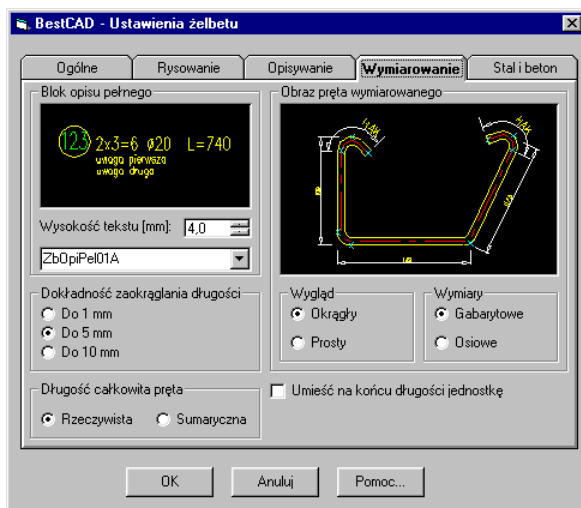 BestCAD - Ustawienia żelbetu
Ogólne
Rysowanie
Opisywanie
Wymiarowanie
Stal i beton
Blok opisu pełnego
123 2x3=6 ø20 L=740
uwaga pierwsza
uwaga druga
Wysokość tekstu [mm]: 4,0
ZbOpiPel01A
Dokładność zaokrąglania długości
Do 1 mm
Do 5 mm
Do 10 mm
Długość całkowita pręta
Rzeczywista
Sumaryczna
Obraz pręta wymiarowanego
Wygląd
Okrągły
Prosty
Wymiary
Gabarytowe
Osiowe
Umieść na końcu długości jednostkę
OK
Anuluj
Pomoc...